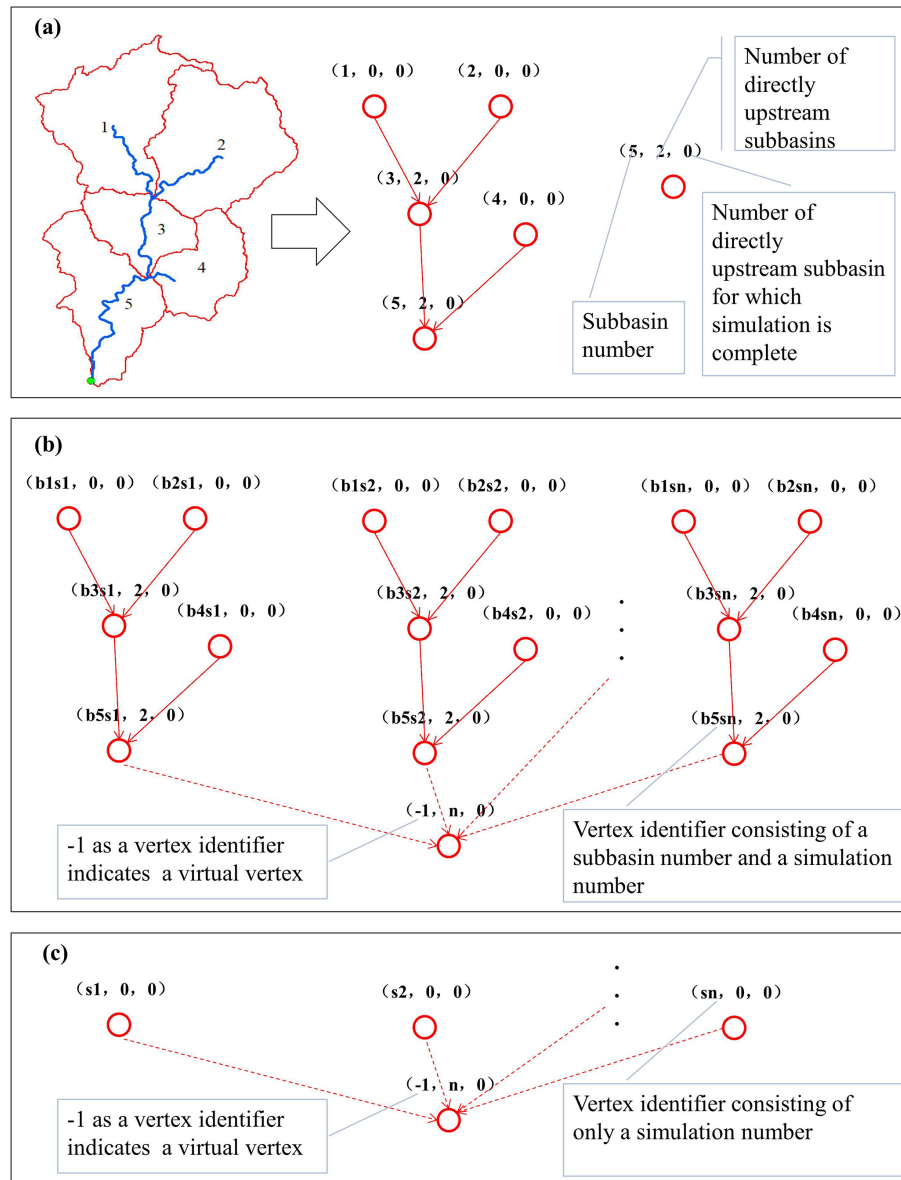 (a)
1
2
3
4
5
(1, 0, 0)
(2, 0, 0)
(3, 2, 0)
(4, 0, 0)
(5, 2, 0)
(5, 2, 0)
Number of
directly
upstream
subbasins
Subbasin
number
Number of
directly
upstream subbasin
for which
simulation is
complete
(b)
(b1s1, 0, 0)
(b2s1, 0, 0)
(b3s1, 2, 0)
(b4s1, 0, 0)
(b5s1, 2, 0)
(b1s2, 0, 0)
(b2s2, 0, 0)
(b3s2, 2, 0)
(b4s2, 0, 0)
(b5s2, 2, 0)
(b1sn, 0, 0)
(b2sn, 0, 0)
(b3sn, 2, 0)
(b4sn, 0, 0)
(b5sn, 2, 0)
(-1, n, 0)
-1 as a vertex identifier
indicates a virtual vertex
Vertex identifier consisting of a
subbasin number and a simulation
number
(c)
(s1, 0, 0)
(s2, 0, 0)
(sn, 0, 0)
(-1, n, 0)
-1 as a vertex identifier
indicates a virtual vertex
Vertex identifier consisting of
only a simulation number